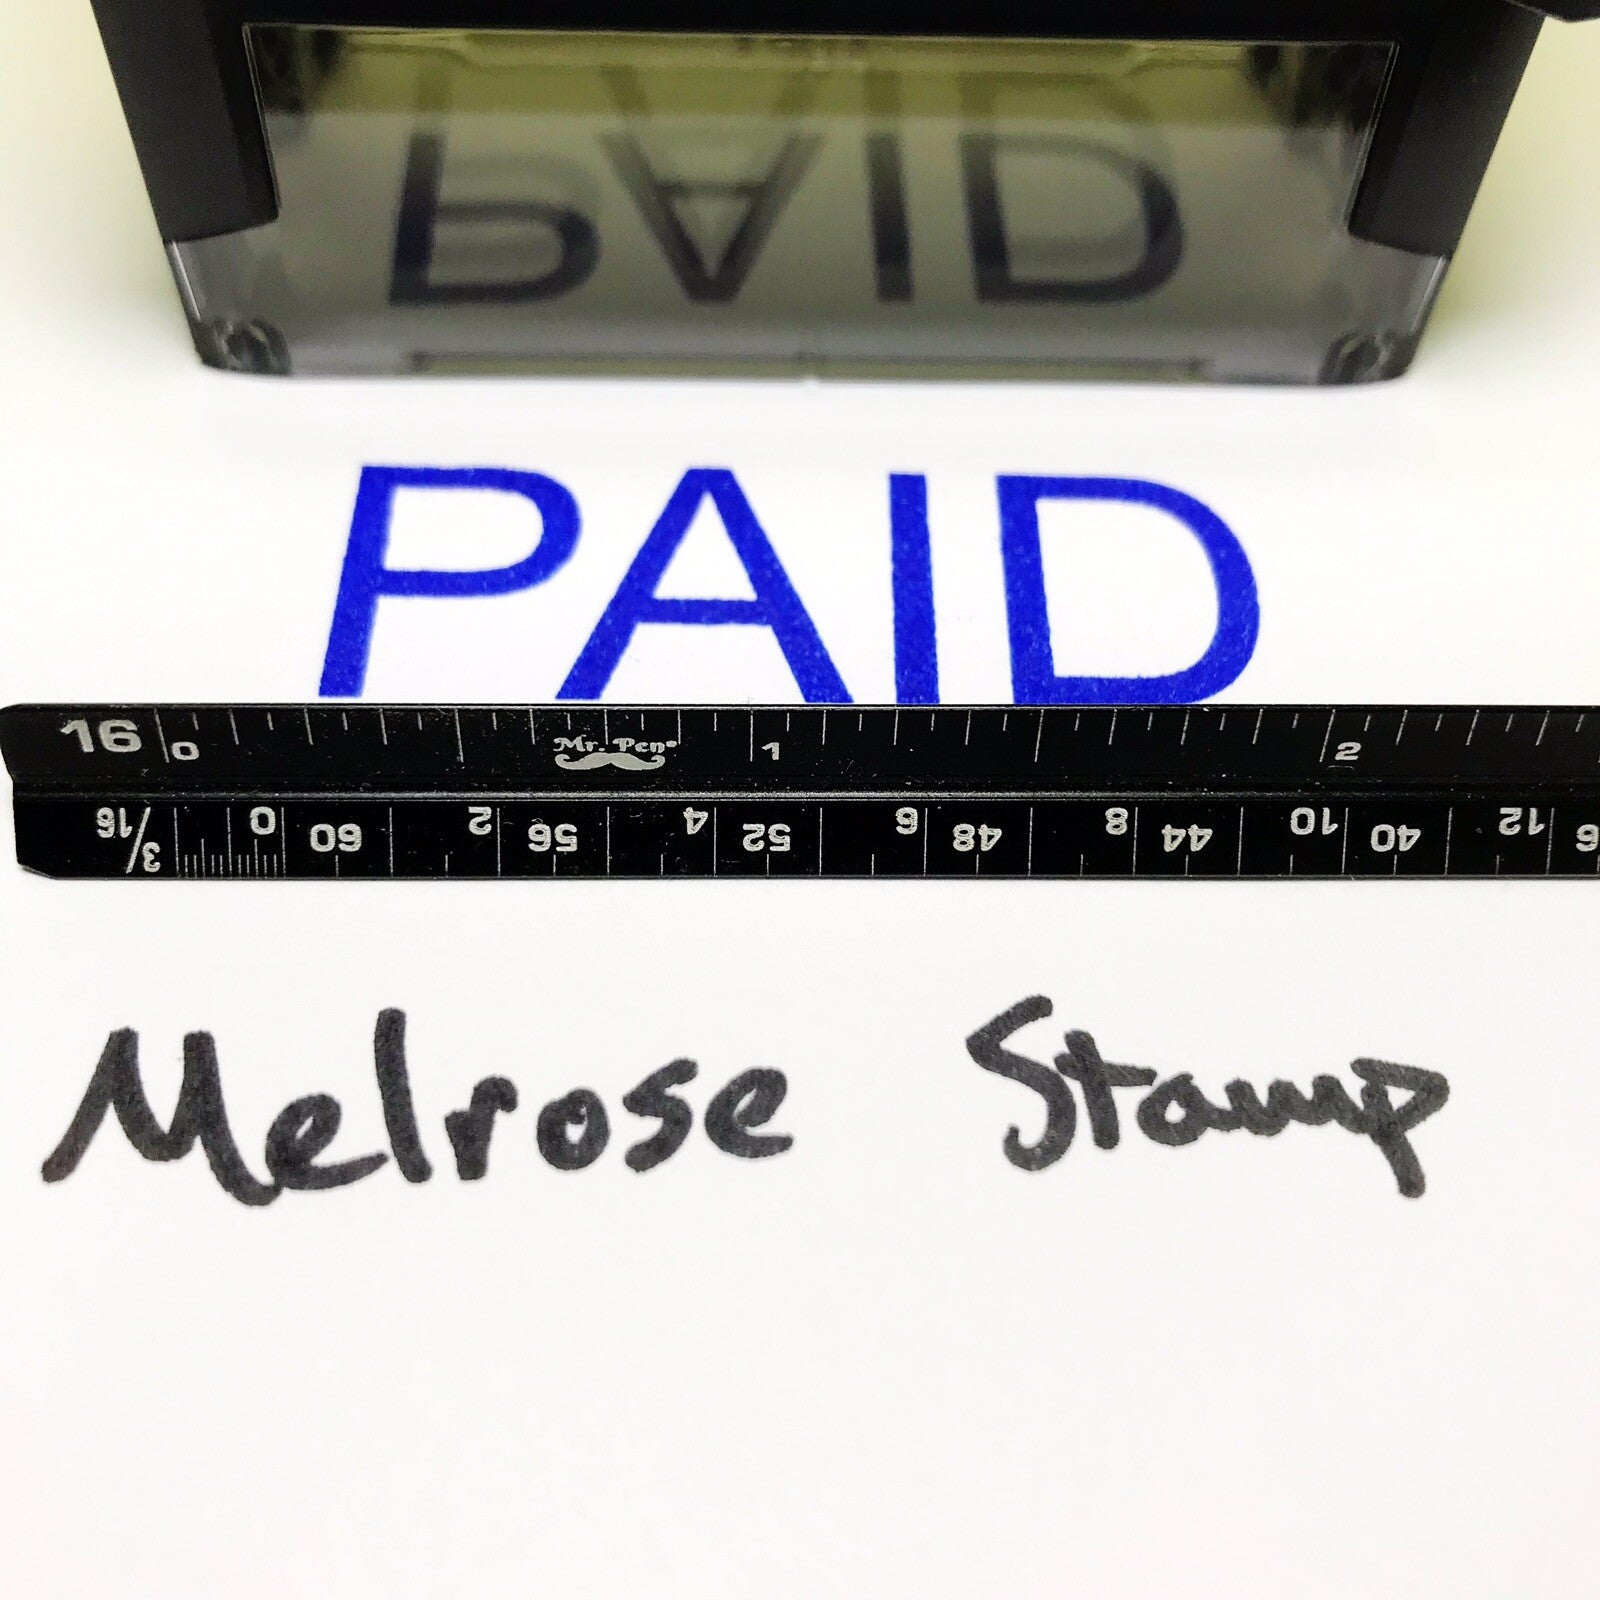 PAID
PAID
16 0 Mr. Pen® 1 2
3/16 0 60 2 56 4 52 6 48 8 44 10 40 12
Melrose Stamp